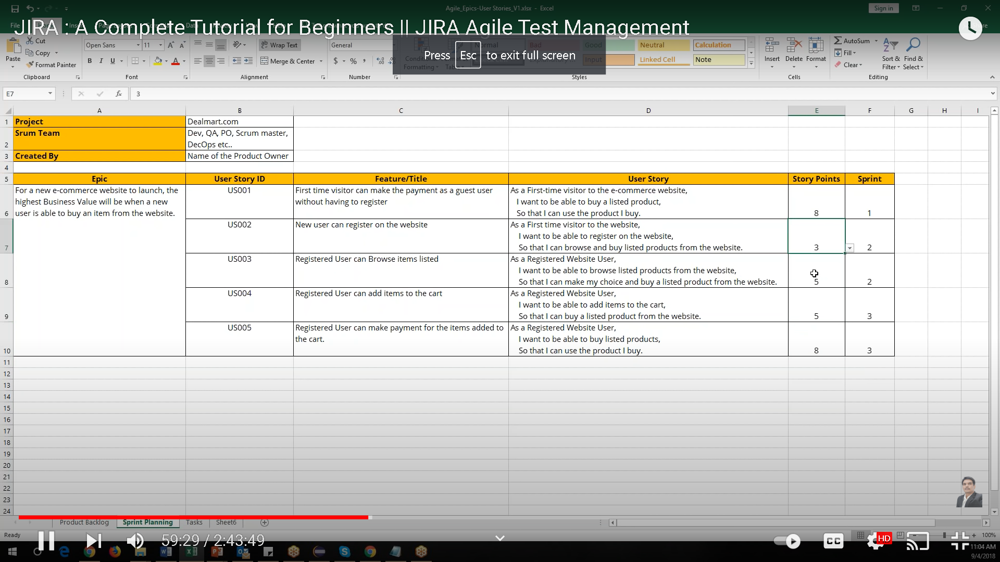 Agile_Epics-User Stories_V1.xlsx - Excel
Sign in
JIRA : A Complete Tutorial for Beginners || JIRA Agile Test Management
File
Press Esc to exit full screen
Paste
Cut
Copy
Format Painter
Clipboard
Open Sans
11
B I U
Font
Wrap Text
Merge & Center
Alignment
General
$ % ,
Number
Normal
Bad
Good
Neutral
Calculation
Input
Linked Cell
Note
Styles
Insert
Delete
Format
Cells
AutoSum
Fill
Clear
Sort & Filter
Find & Select
Editing
E7
fx
3
A B C D E F G H I
1 Project Dealmart.com
2 Srum Team Dev, QA, PO, Scrum master,
DecOps etc..
3 Created By Name of the Product Owner
4
5 Epic User Story ID Feature/Title User Story Story Points Sprint
6 For a new e-commerce website to launch, the
highest Business Value will be when a new
user is able to buy an item from the website.
US001
First time visitor can make the payment as a guest user
without having to register
As a First-time visitor to the e-commerce website,
I want to be able to buy a listed product,
So that I can use the product I buy.
8 1
7 US002
New user can register on the website
As a First time visitor to the website,
I want to be able to register on the website,
So that I can browse and buy listed products from the website.
3 2
8 US003
Registered User can Browse items listed
As a Registered Website User,
I want to be able to browse listed products from the website,
So that I can make my choice and buy a listed product from the website.
5 2
9 US004
Registered User can add items to the cart
As a Registered Website User,
I want to be able to add items to the cart,
So that I can buy a listed product from the website.
5 3
10 US005
Registered User can make payment for the items added to
the cart.
As a Registered Website User,
I want to be able to buy listed products,
So that I can use the product I buy.
8 3
11
12
13
14
15
16
17
18
19
20
21
22
23
24
Product Backlog Sprint Planning Tasks Sheet6
Ready
100%
59:29 / 2:43:49
CC
HD
11:04 AM
9/4/2018